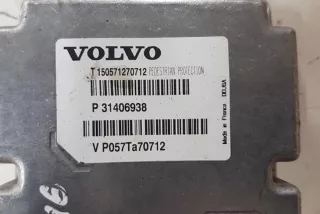 VOLVO
T 150571270712 PEDESTRIAN PROTECTION
P 31406938
V P057Ta70712
Made in France